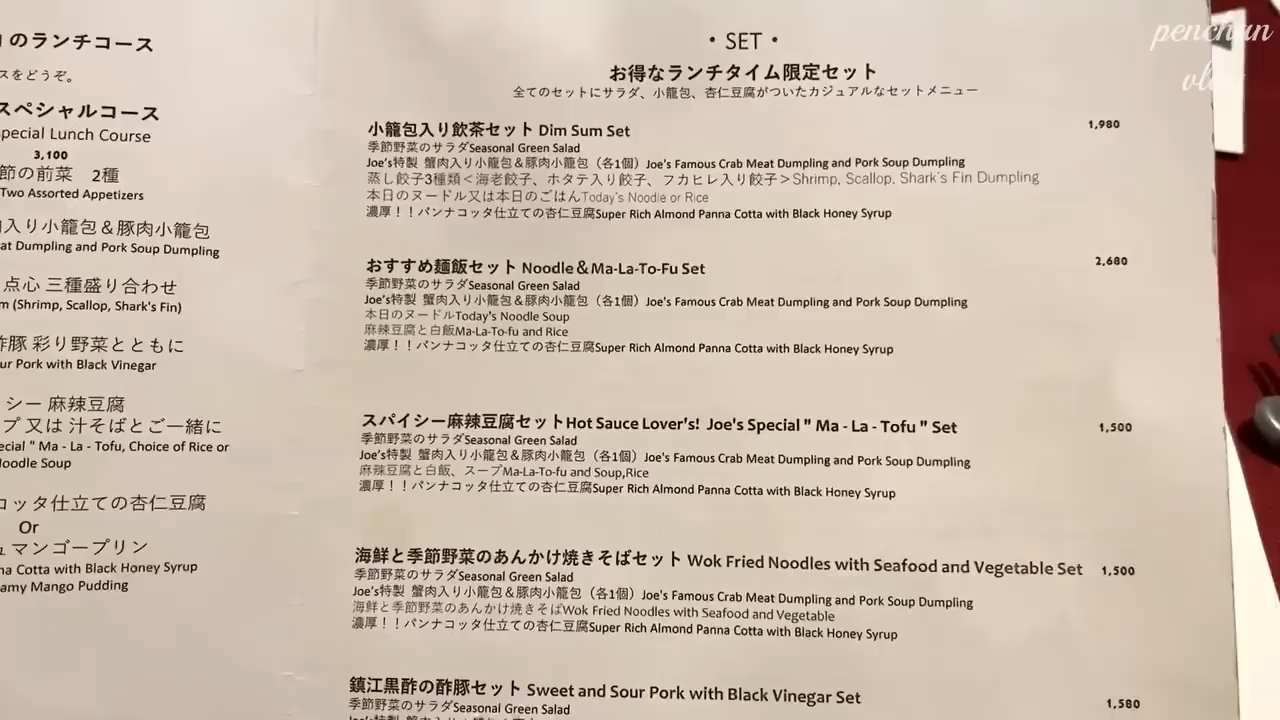 のランチコース
スをどうぞ。
スペシャルコース
pecial Lunch Course
3,100
節の前菜 2種
Two Assorted Appetizers
入り小籠包＆豚肉小籠包
at Dumpling and Pork Soup Dumpling
点心 三種盛り合わせ
m (Shrimp, Scallop, Shark's Fin)
酢豚 彩り野菜とともに
ur Pork with Black Vinegar
シー 麻辣豆腐
プ 又は 汁そばとご一緒に
ecial " Ma - La - Tofu, Choice of Rice or
Noodle Soup
コッタ仕立ての杏仁豆腐
Or
ュマンゴープリン
na Cotta with Black Honey Syrup
amy Mango Pudding
・SET・
お得なランチタイム限定セット
全てのセットにサラダ、小龍包、杏仁豆腐がついたカジュアルなセットメニュー
小籠包入り飲茶セット Dim Sum Set 1,980
季節野菜のサラダSeasonal Green Salad
Joe's特製 蟹肉入り小龍包＆豚肉小籠包（各1個）Joe's Famous Crab Meat Dumpling and Pork Soup Dumpling
蒸し餃子3種類＜海老餃子、ホタテ入り餃子、フカヒレ入り餃子＞Shrimp, Scallop, Shark's Fin Dumpling
本日のヌードル又は本日のごはんToday's Noodle or Rice
濃厚！！パンナコッタ仕立ての杏仁豆腐Super Rich Almond Panna Cotta with Black Honey Syrup
おすすめ麺飯セット Noodle＆Ma-La-To-Fu Set 2,680
季節野菜のサラダSeasonal Green Salad
Joe's特製 蟹肉入り小龍包＆豚肉小籠包（各1個）Joe's Famous Crab Meat Dumpling and Pork Soup Dumpling
本日のヌードルToday's Noodle Soup
麻辣豆腐と白飯Ma-La-To-fu and Rice
濃厚！！パンナコッタ仕立ての杏仁豆腐Super Rich Almond Panna Cotta with Black Honey Syrup
スパイシー麻辣豆腐セットHot Sauce Lover's! Joe's Special " Ma - La - Tofu " Set 1,500
季節野菜のサラダSeasonal Green Salad
Joe's特製 蟹肉入り小龍包＆豚肉小籠包（各1個）Joe's Famous Crab Meat Dumpling and Pork Soup Dumpling
麻辣豆腐と白飯、スープMa-La-To-fu and Soup,Rice
濃厚！！パンナコッタ仕立ての杏仁豆腐Super Rich Almond Panna Cotta with Black Honey Syrup
海鮮と季節野菜のあんかけ焼きそばセット Wok Fried Noodles with Seafood and Vegetable Set 1,500
季節野菜のサラダSeasonal Green Salad
Joe's特製 蟹肉入り小龍包＆豚肉小籠包（各1個）Joe's Famous Crab Meat Dumpling and Pork Soup Dumpling
海鮮と季節野菜のあんかけ焼きそばWok Fried Noodles with Seafood and Vegetable
濃厚！！パンナコッタ仕立ての杏仁豆腐Super Rich Almond Panna Cotta with Black Honey Syrup
鎮江黒酢の酢豚セット Sweet and Sour Pork with Black Vinegar Set 1,580
季節野菜のサラダSeasonal Green Salad
penchan